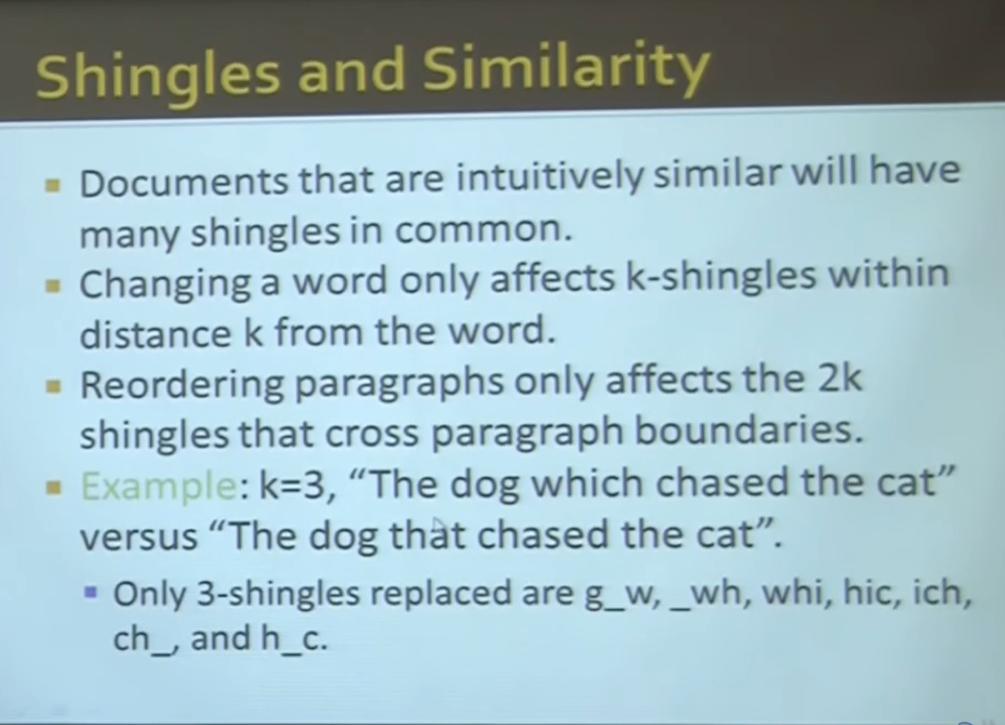 Shingles and Similarity
Documents that are intuitively similar will have
many shingles in common.
Changing a word only affects k-shingles within
distance k from the word.
Reordering paragraphs only affects the 2k
shingles that cross paragraph boundaries.
Example: k=3, “The dog which chased the cat”
versus “The dog that chased the cat”.
Only 3-shingles replaced are g_w, _wh, whi, hic, ich,
ch_, and h_c.